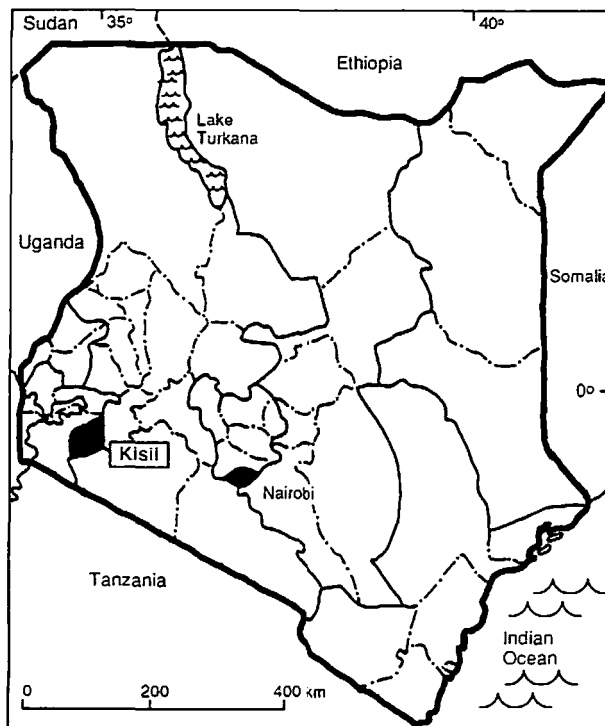 Sudan
35°
40°
Ethiopia
Lake
Turkana
Uganda
Somalia
0°
Kisii
Nairobi
Tanzania
Indian
Ocean
0
200
400 km